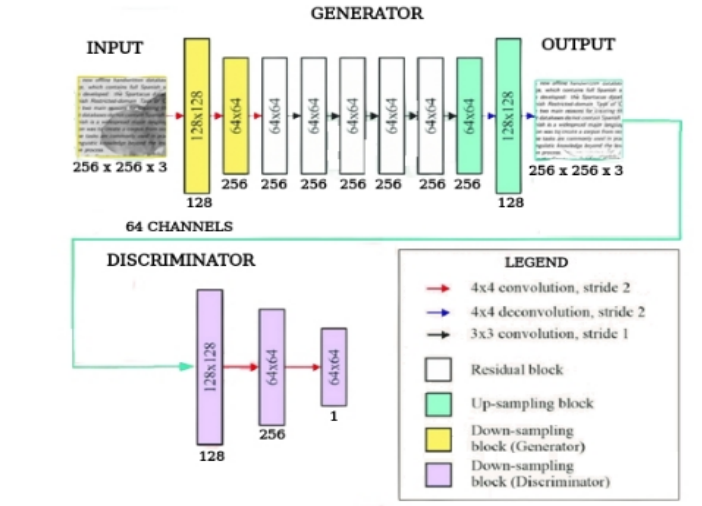 GENERATOR
INPUT
OUTPUT
128x128
64x64
64x64
64x64
64x64
64x64
64x64
64x64
128x128
256 x 256 x 3
256 x 256 x 3
128
256
256
256
256
256
256
256
128
64 CHANNELS
DISCRIMINATOR
128x128
64x64
64x64
128
256
1
LEGEND
4x4 convolution, stride 2
4x4 deconvolution, stride 2
3x3 convolution, stride 1
Residual block
Up-sampling block
Down-sampling
block (Generator)
Down-sampling
block (Discriminator)